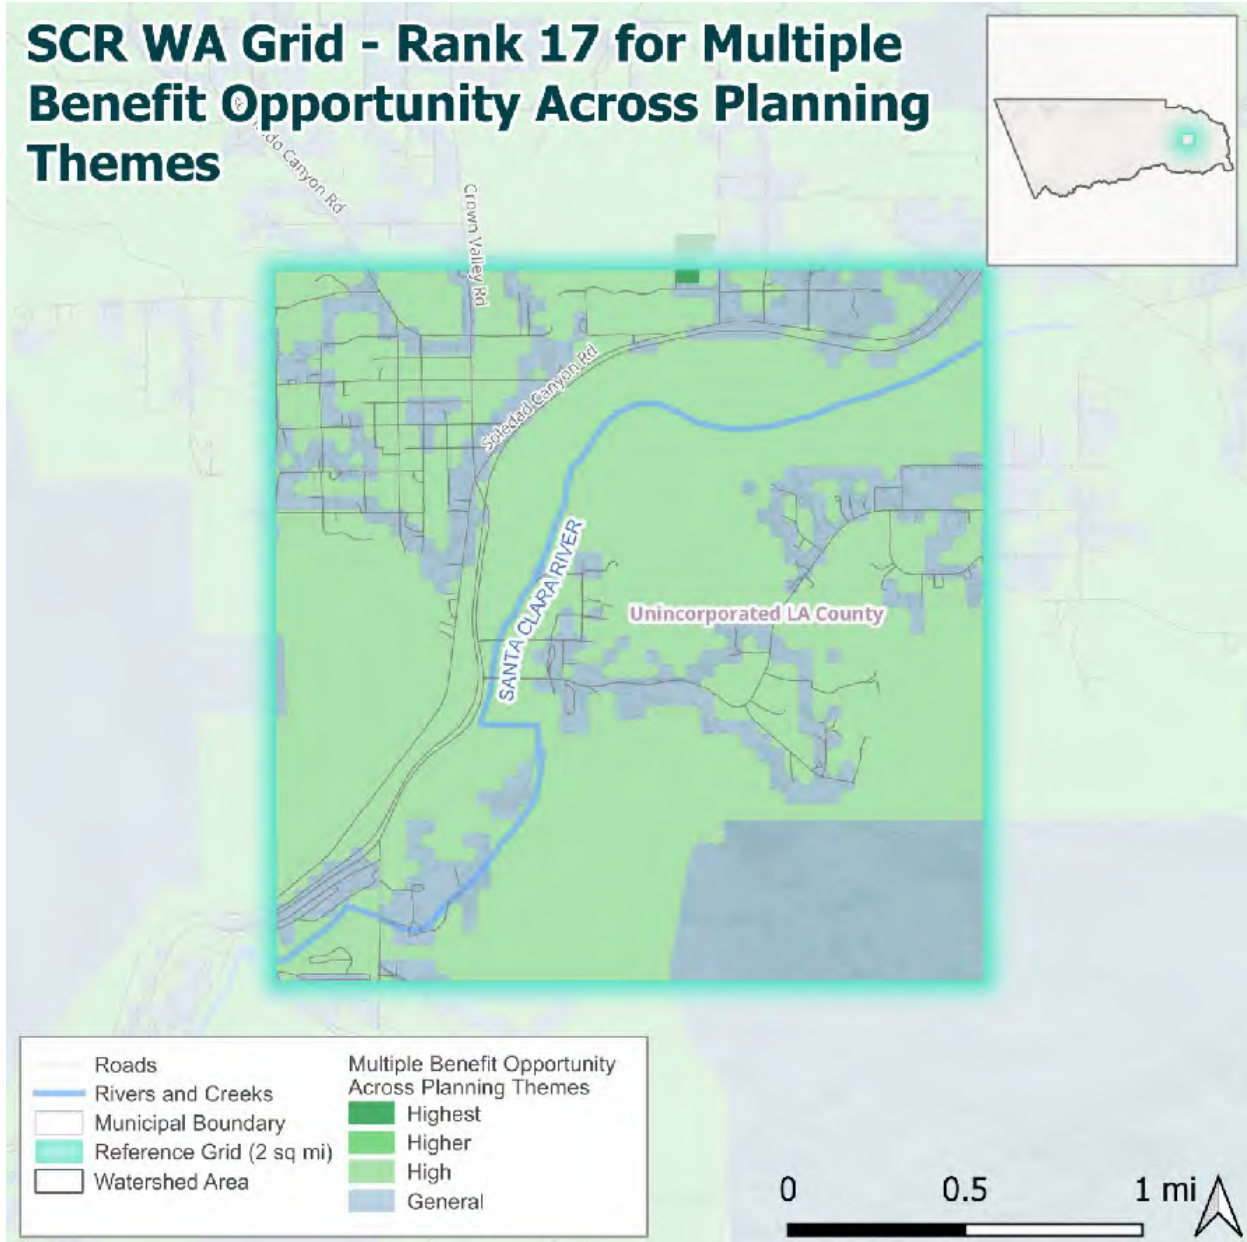 SCR WA Grid - Rank 17 for Multiple
Benefit Opportunity Across Planning
Themes
Canyon Rd
Crown Valley Rd
Soledad Canyon Rd
SANTA CLARA RIVER
Unincorporated LA County
Roads
Rivers and Creeks
Municipal Boundary
Reference Grid (2 sq mi)
Watershed Area
Multiple Benefit Opportunity
Across Planning Themes
Highest
Higher
High
General
0 0.5 1 mi